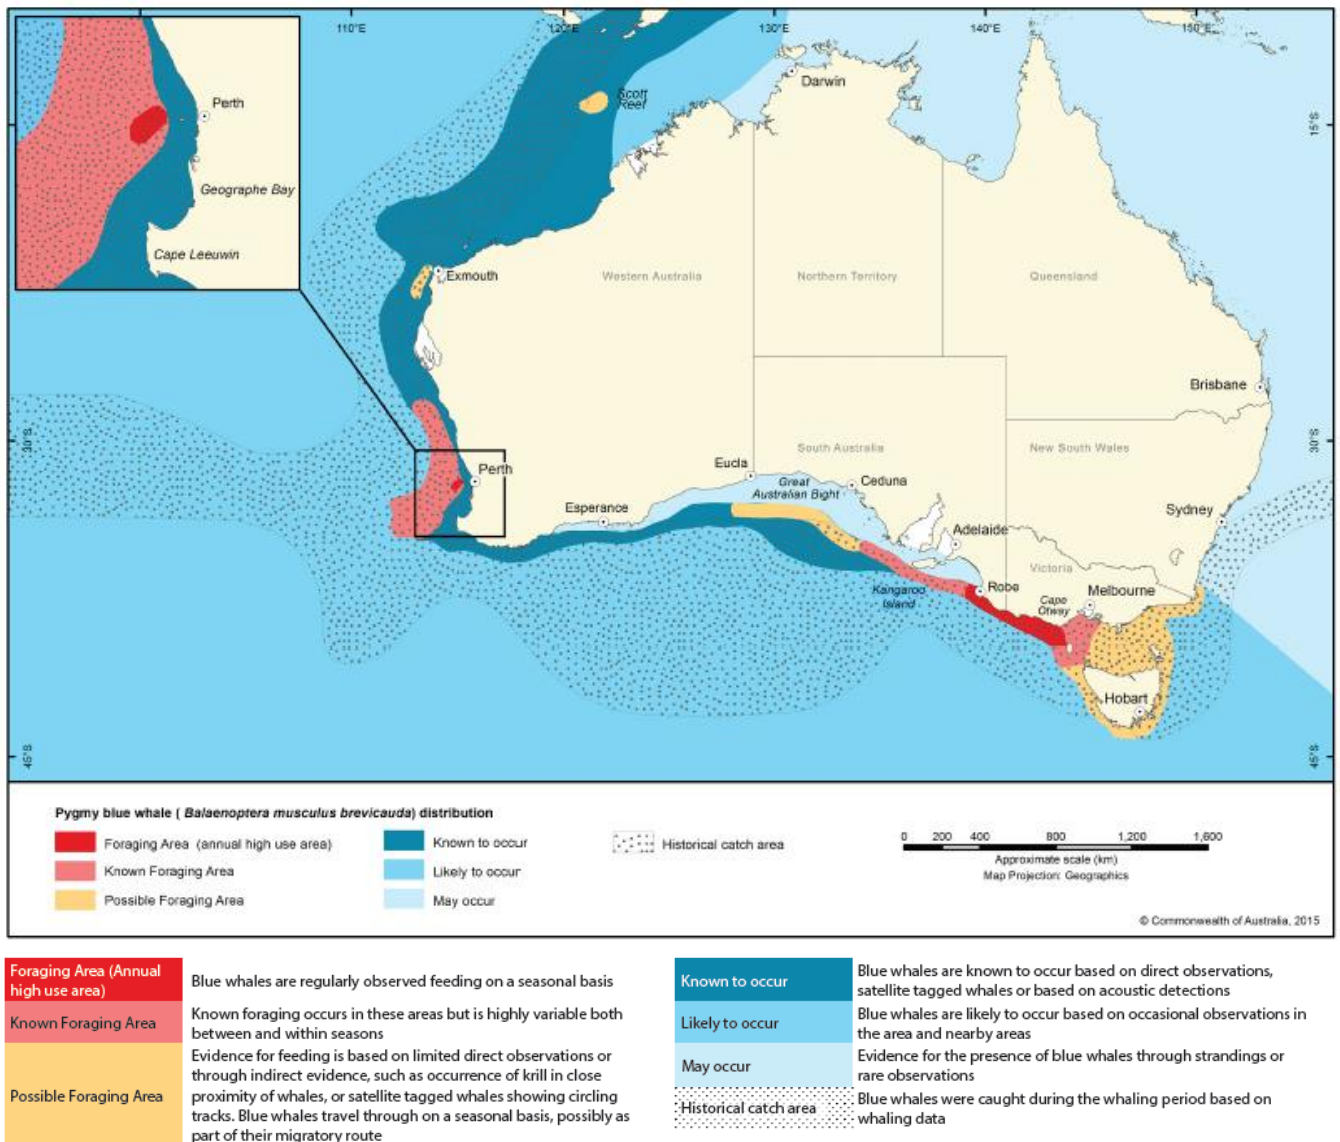 110°E
120°E
130°E
140°E
150°E
15°S
15°S
30°S
30°S
45°S
45°S
Perth
Geographe Bay
Cape Leeuwin
Scott
Reef
Darwin
Exmouth
Western Australia
Northern Territory
Queensland
Brisbane
South Australia
New South Wales
Perth
Eucla
Great
Australian Bight
Ceduna
Esperance
Sydney
Adelaide
Victoria
Kangaroo
Island
Robe
Cape
Otway
Melbourne
Hobart
Pygmy blue whale ( Balaenoptera musculus brevicauda) distribution
Foraging Area (annual high use area)
Known Foraging Area
Possible Foraging Area
Known to occur
Likely to occur
May occur
Historical catch area
0 200 400 800 1,200 1,600
Approximate scale (km)
Map Projection: Geographics
© Commonwealth of Australia, 2015
Foraging Area (Annual
high use area)
Blue whales are regularly observed feeding on a seasonal basis
Known Foraging Area
Known foraging occurs in these areas but is highly variable both
between and within seasons
Possible Foraging Area
Evidence for feeding is based on limited direct observations or
through indirect evidence, such as occurrence of krill in close
proximity of whales, or satellite tagged whales showing circling
tracks. Blue whales travel through on a seasonal basis, possibly as
part of their migratory route
Known to occur
Blue whales are known to occur based on direct observations,
satellite tagged whales or based on acoustic detections
Likely to occur
Blue whales are likely to occur based on occasional observations in
the area and nearby areas
May occur
Evidence for the presence of blue whales through strandings or
rare observations
Historical catch area
Blue whales were caught during the whaling period based on
whaling data